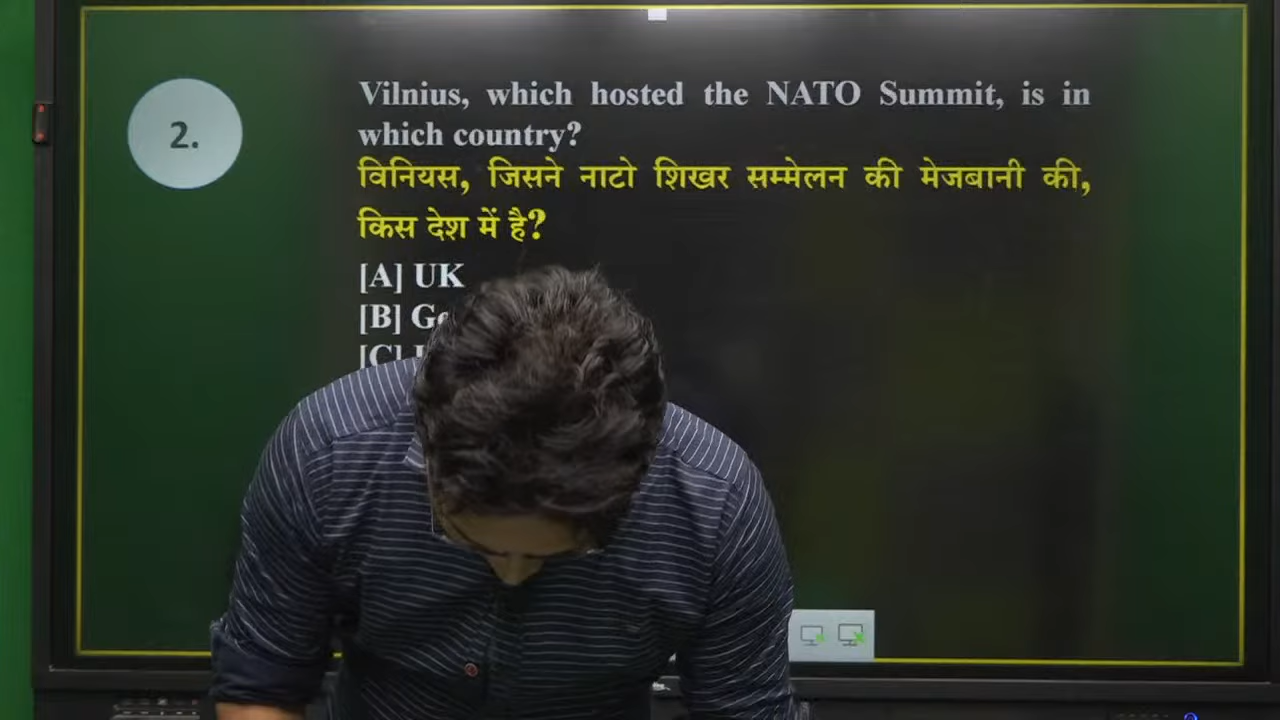 2.
Vilnius, which hosted the NATO Summit, is in
which country?
विनियस, जिसने नाटो शिखर सम्मेलन की मेजबानी की,
किस देश में है?
[A] UK
[B]
[C]